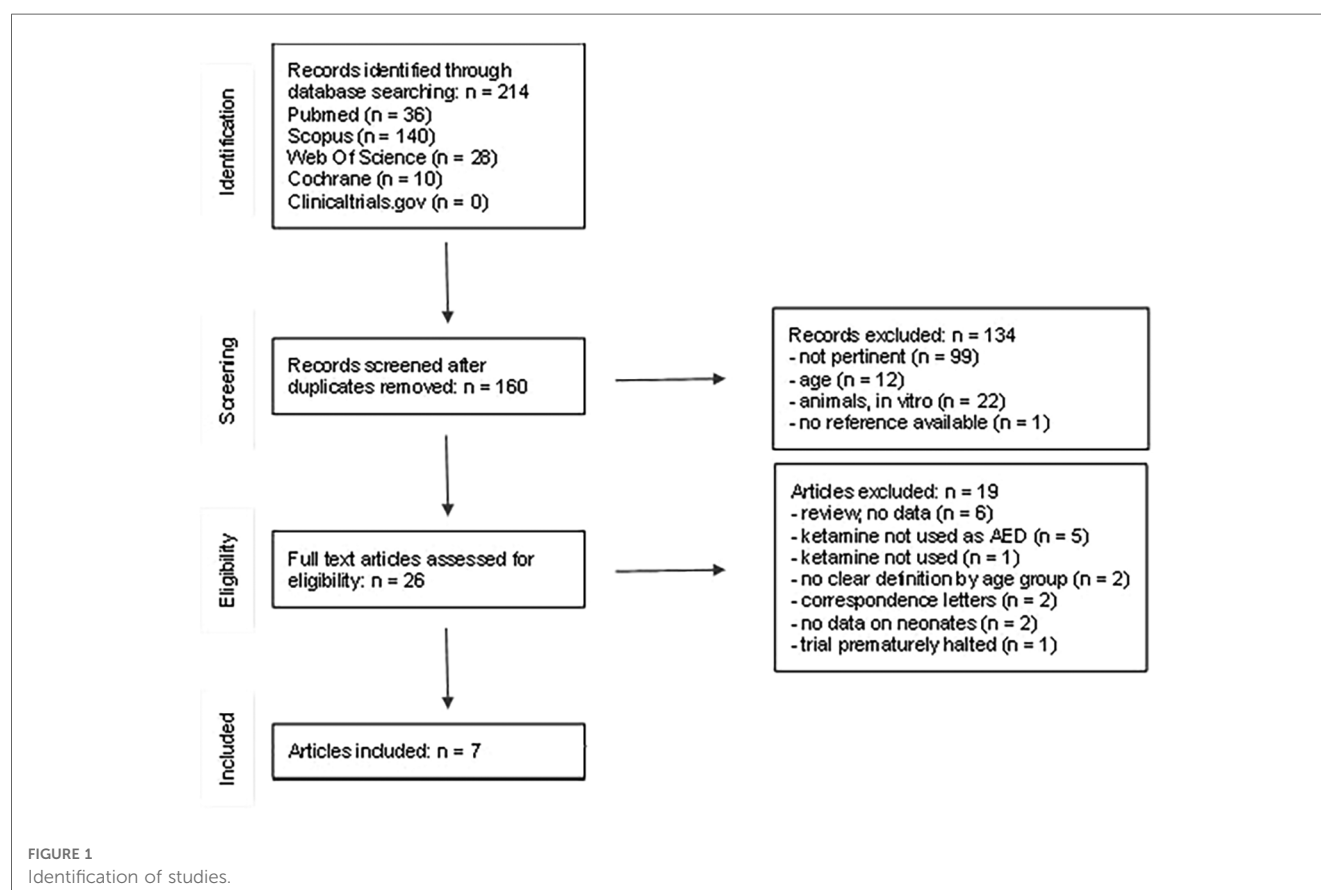 Identification
Records identified through
database searching: n = 214
Pubmed (n = 36)
Scopus (n = 140)
Web Of Science (n = 28)
Cochrane (n = 10)
Clinicaltrials.gov (n = 0)
Screening
Records screened after
duplicates removed: n = 160
Records excluded: n = 134
- not pertinent (n = 99)
- age (n = 12)
- animals, in vitro (n = 22)
- no reference available (n = 1)
Eligibility
Full text articles assessed for
eligibility: n = 26
Articles excluded: n = 19
- review, no data (n = 6)
- ketamine not used as AED (n = 5)
- ketamine not used (n = 1)
- no clear definition by age group (n = 2)
- correspondence letters (n = 2)
- no data on neonates (n = 2)
- trial prematurely halted (n = 1)
Included
Articles included: n = 7
FIGURE 1
Identification of studies.